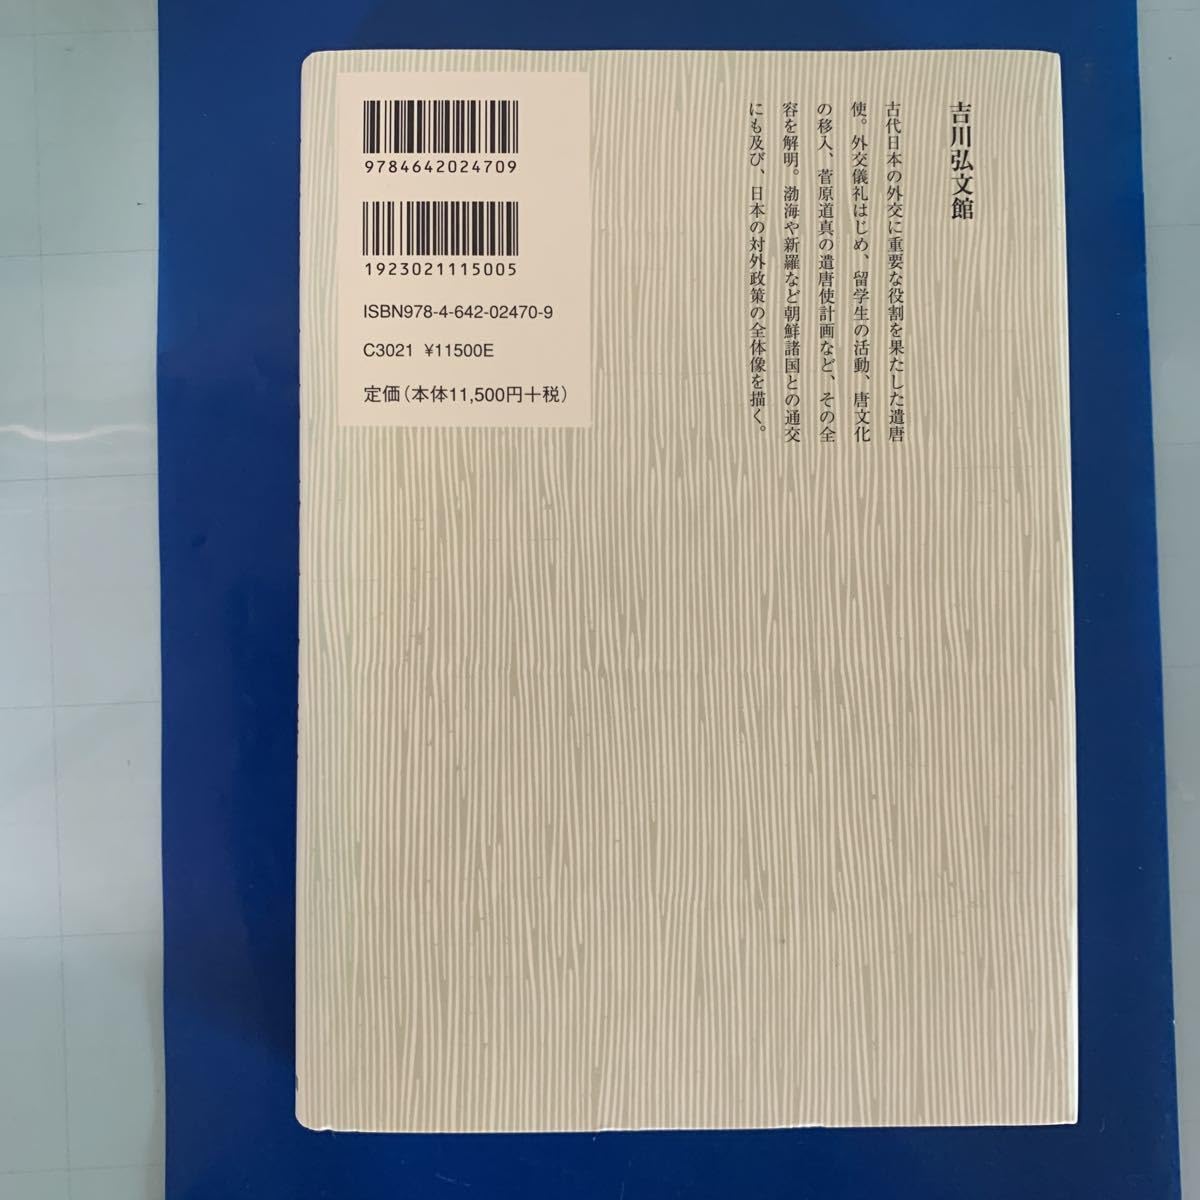 吉川弘文館
古代日本の外交に重要な役割を果たした遣唐
使。外交儀礼はじめ、留学生の活動、唐文化
の移入、菅原道真の遣唐使計画など、その全
容を解明。渤海や新羅など朝鮮諸国との通交
にも及び、日本の対外政策の全体像を描く。
9784642024709
1923021115005
ISBN978-4-642-02470-9
C3021 ¥11500E
定価(本体11,500円+税)